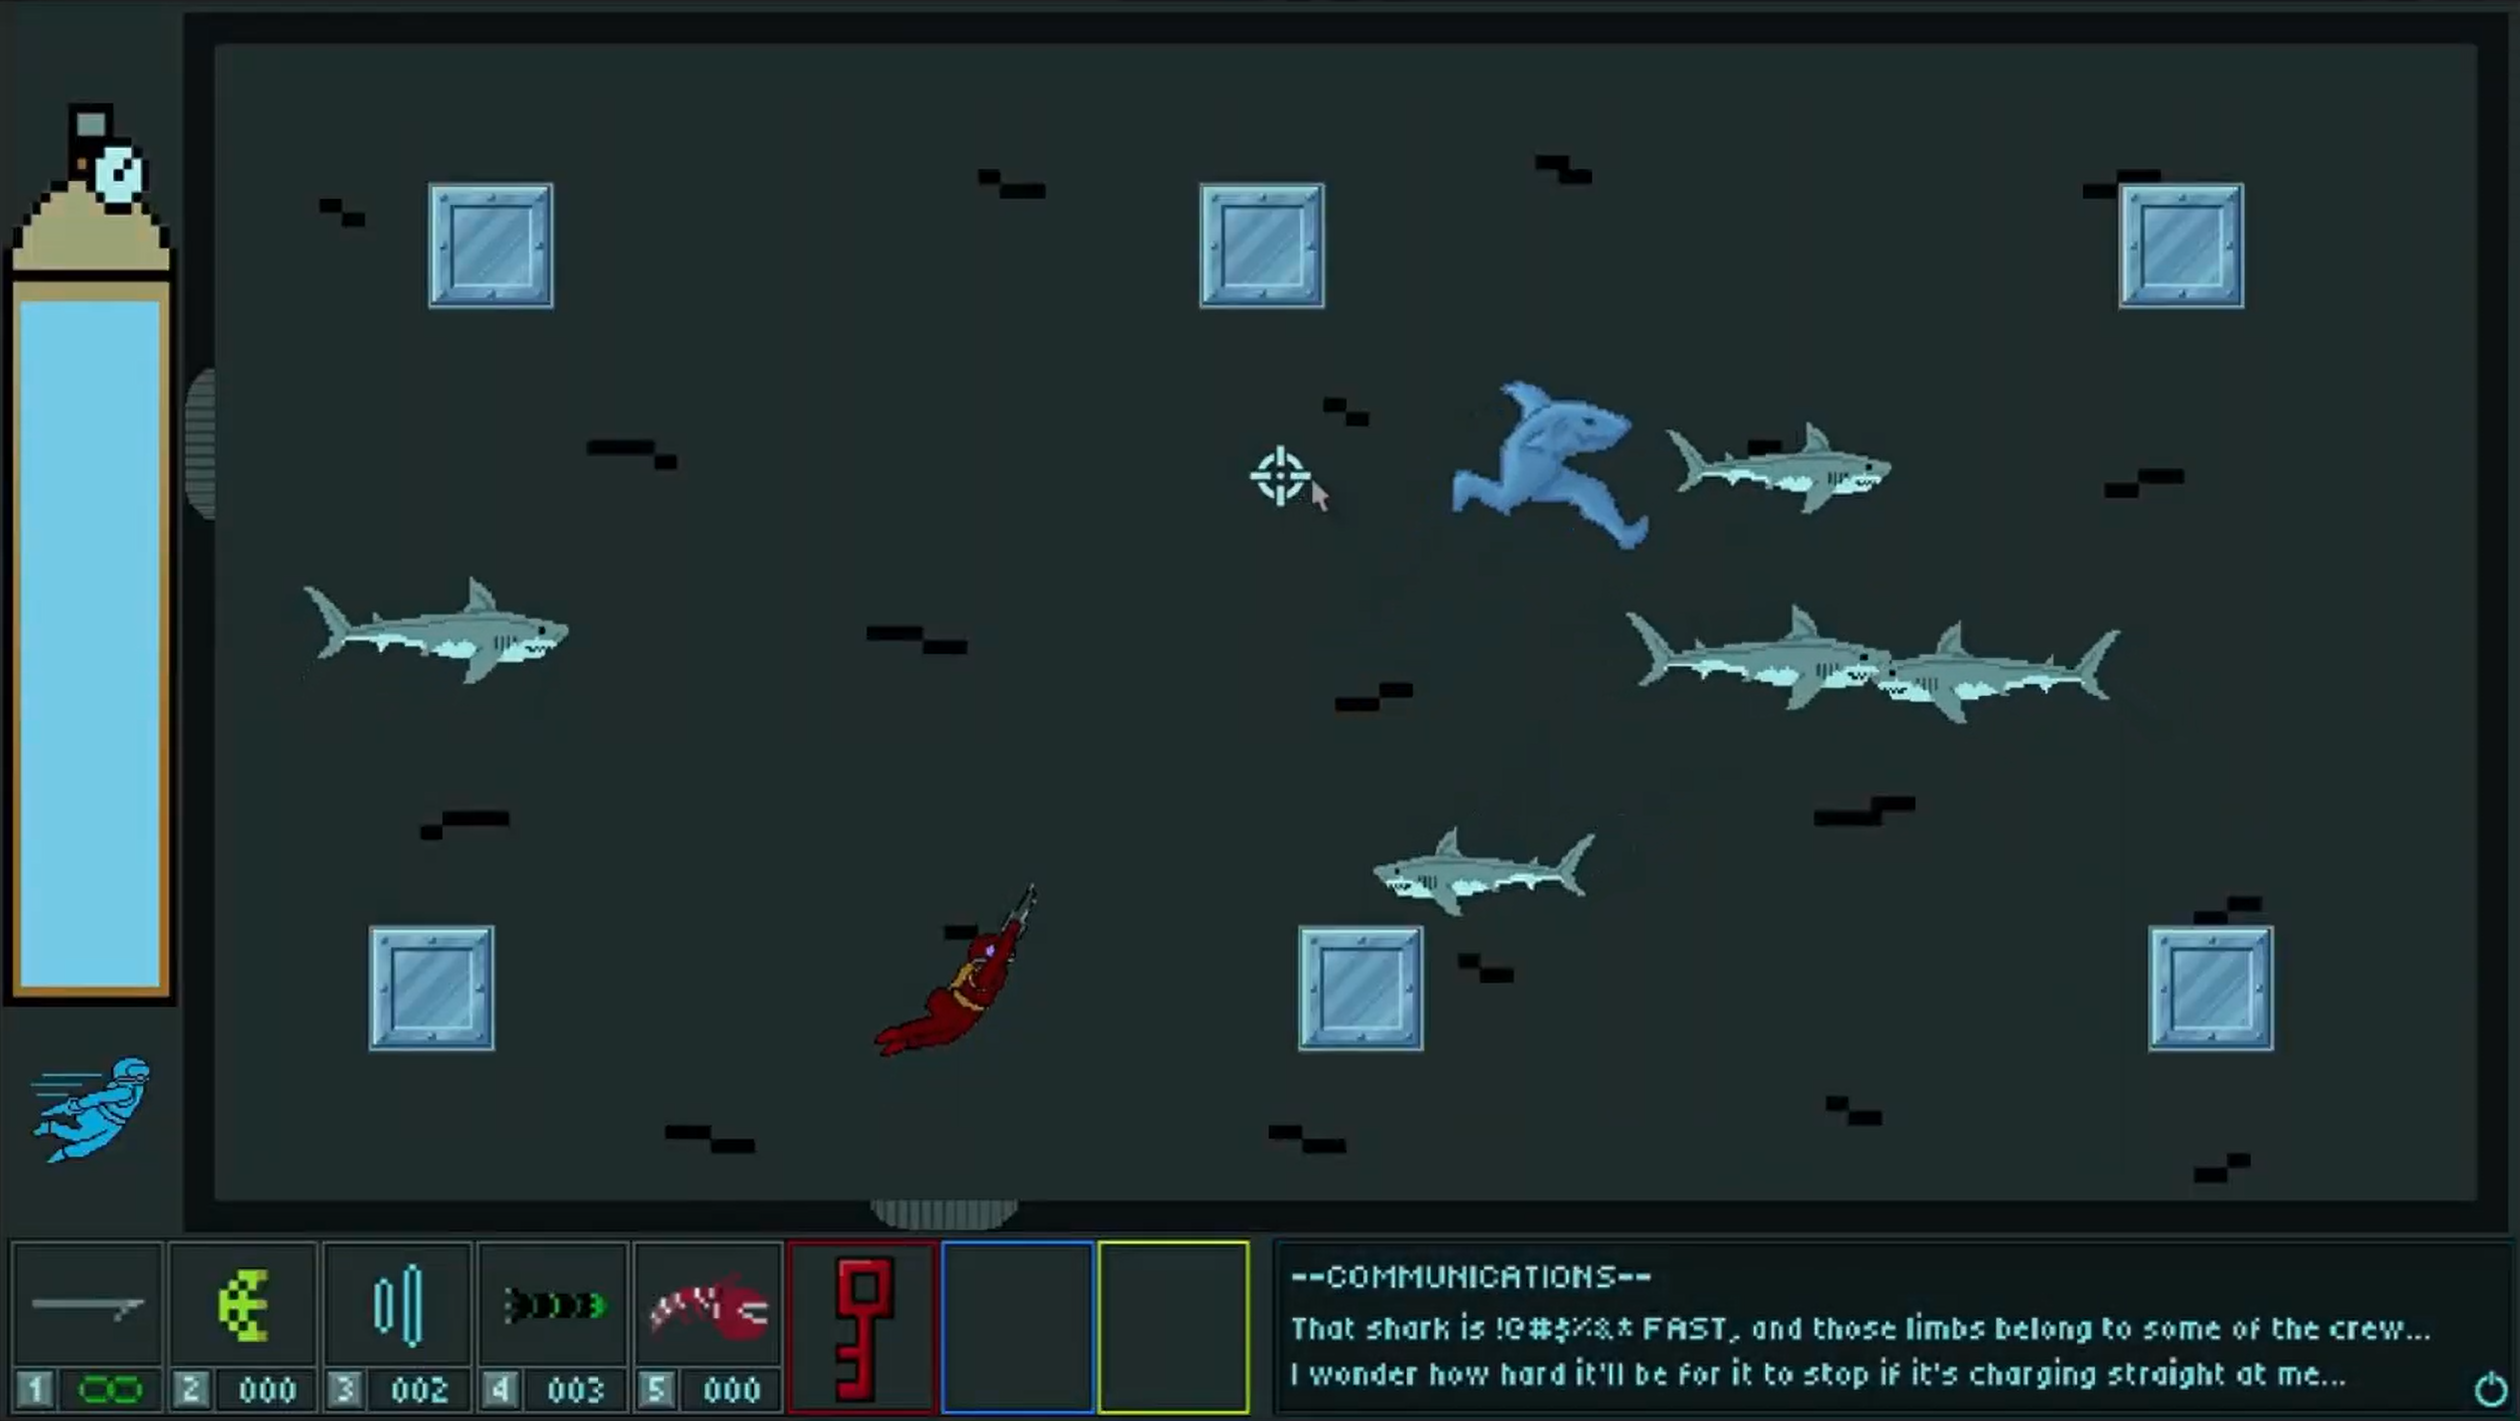 1 2 000 3 002 4 003 5 000
--COMMUNICATIONS--
That shark is !@#$%&* FAST, and those limbs belong to some of the crew...
I wonder how hard it'll be for it to stop if it's charging straight at me...